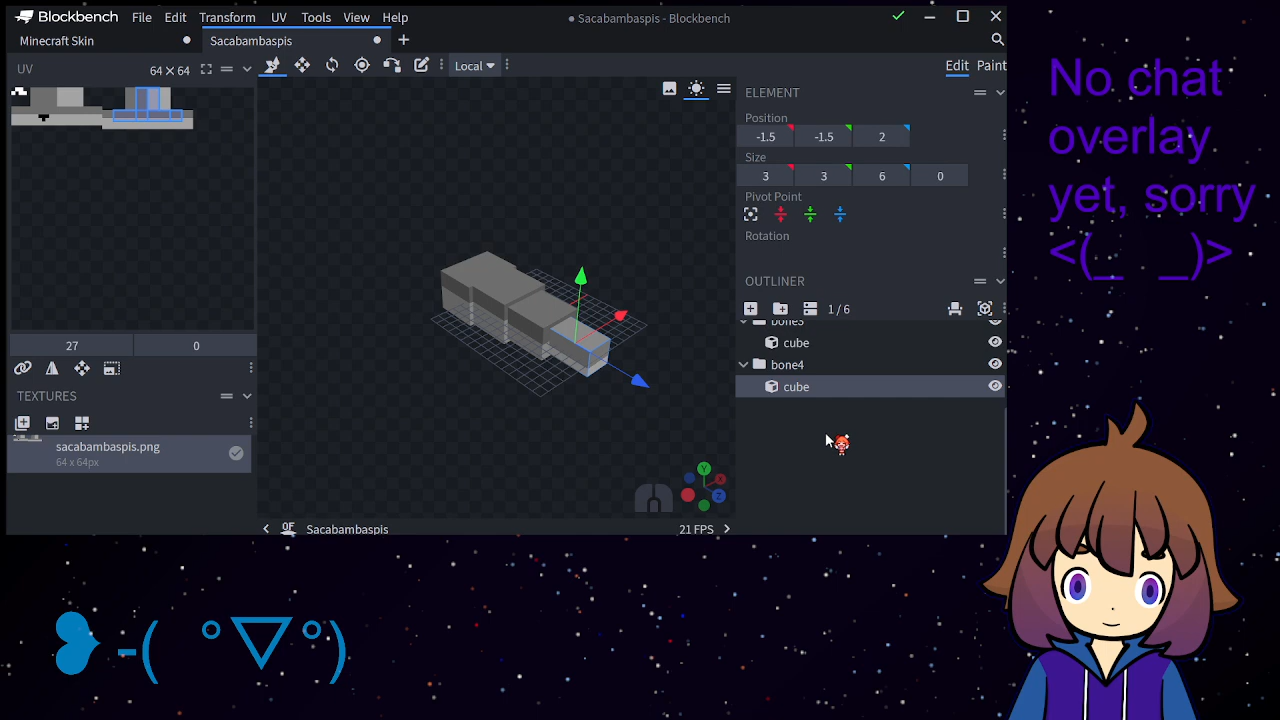 Blockbench File Edit Transform UV Tools View Help
● Sacabambaspis - Blockbench
Minecraft Skin
Sacabambaspis
UV
64 × 64
Local
Edit Paint
ELEMENT
Position
-1.5 -1.5 2
Size
3 3 6 0
Pivot Point
Rotation
OUTLINER
1 / 6
bone3
cube
bone4
cube
27 0
TEXTURES
sacabambaspis.png
64 x 64px
Y
X
Z
OF Sacabambaspis
21 FPS
No chat
overlay
yet, sorry
<(_ _)>
❥-( °▽°)